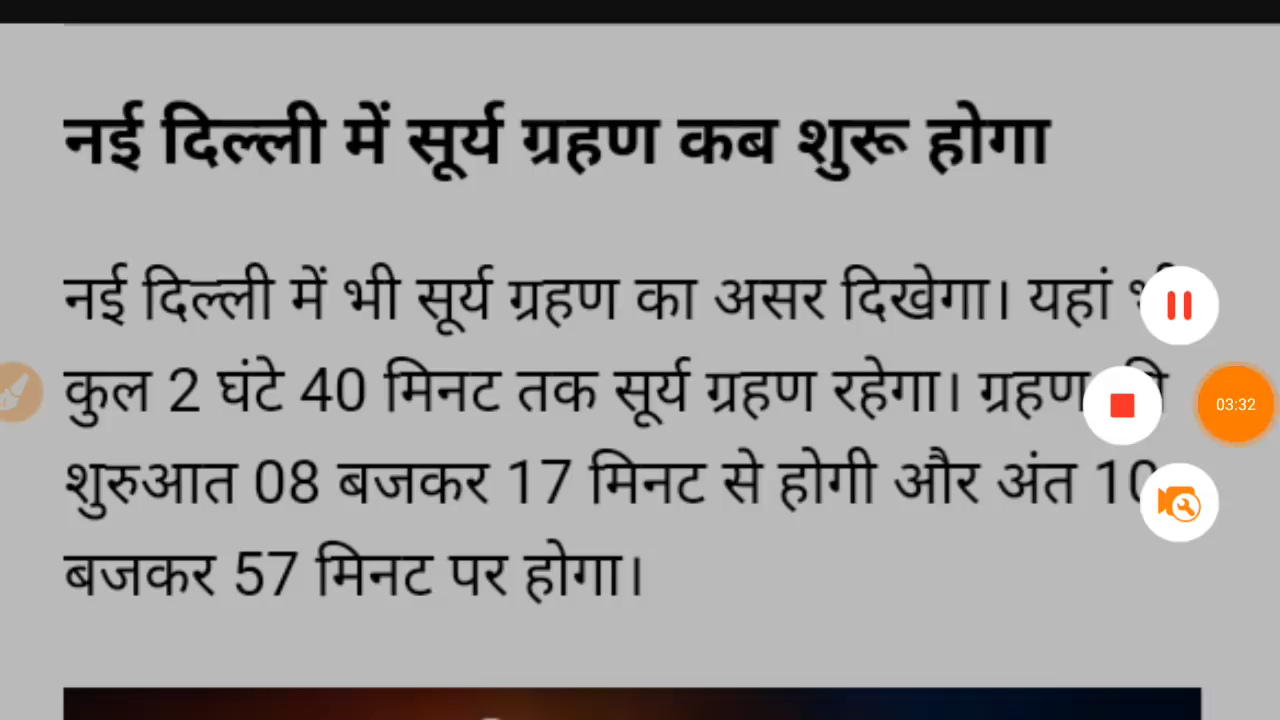 नई दिल्ली में सूर्य ग्रहण कब शुरू होगा
नई दिल्ली में भी सूर्य ग्रहण का असर दिखेगा। यहां
कुल 2 घंटे 40 मिनट तक सूर्य ग्रहण रहेगा। ग्रहण
03:32
शुरुआत 08 बजकर 17 मिनट से होगी और अंत 10
बजकर 57 मिनट पर होगा।